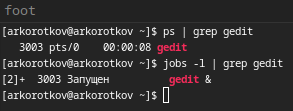 foot
[arkorotkov@arkorotkov ~]$ ps | grep gedit
   3003 pts/0    00:00:08 gedit
[arkorotkov@arkorotkov ~]$ jobs -l | grep gedit
[2]+  3003 Запущен           gedit &
[arkorotkov@arkorotkov ~]$